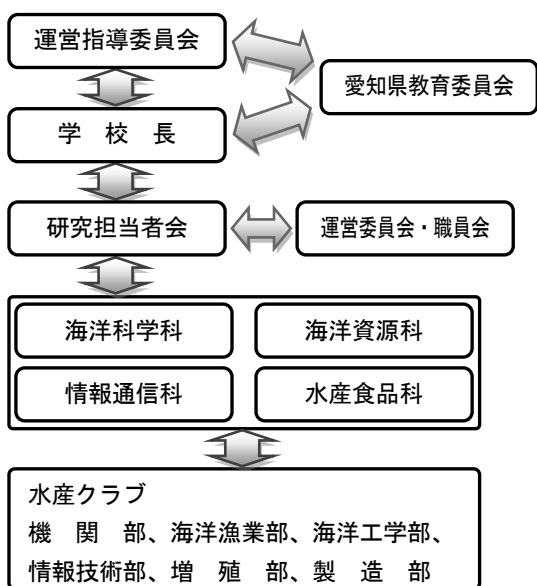 運営指導委員会
愛知県教育委員会
学　校　長
研究担当者会
運営委員会・職員会
海洋科学科
海洋資源科
情報通信科
水産食品科
水産クラブ
機　関　部、海洋漁業部、海洋工学部、
情報技術部、増　殖　部、製　造　部